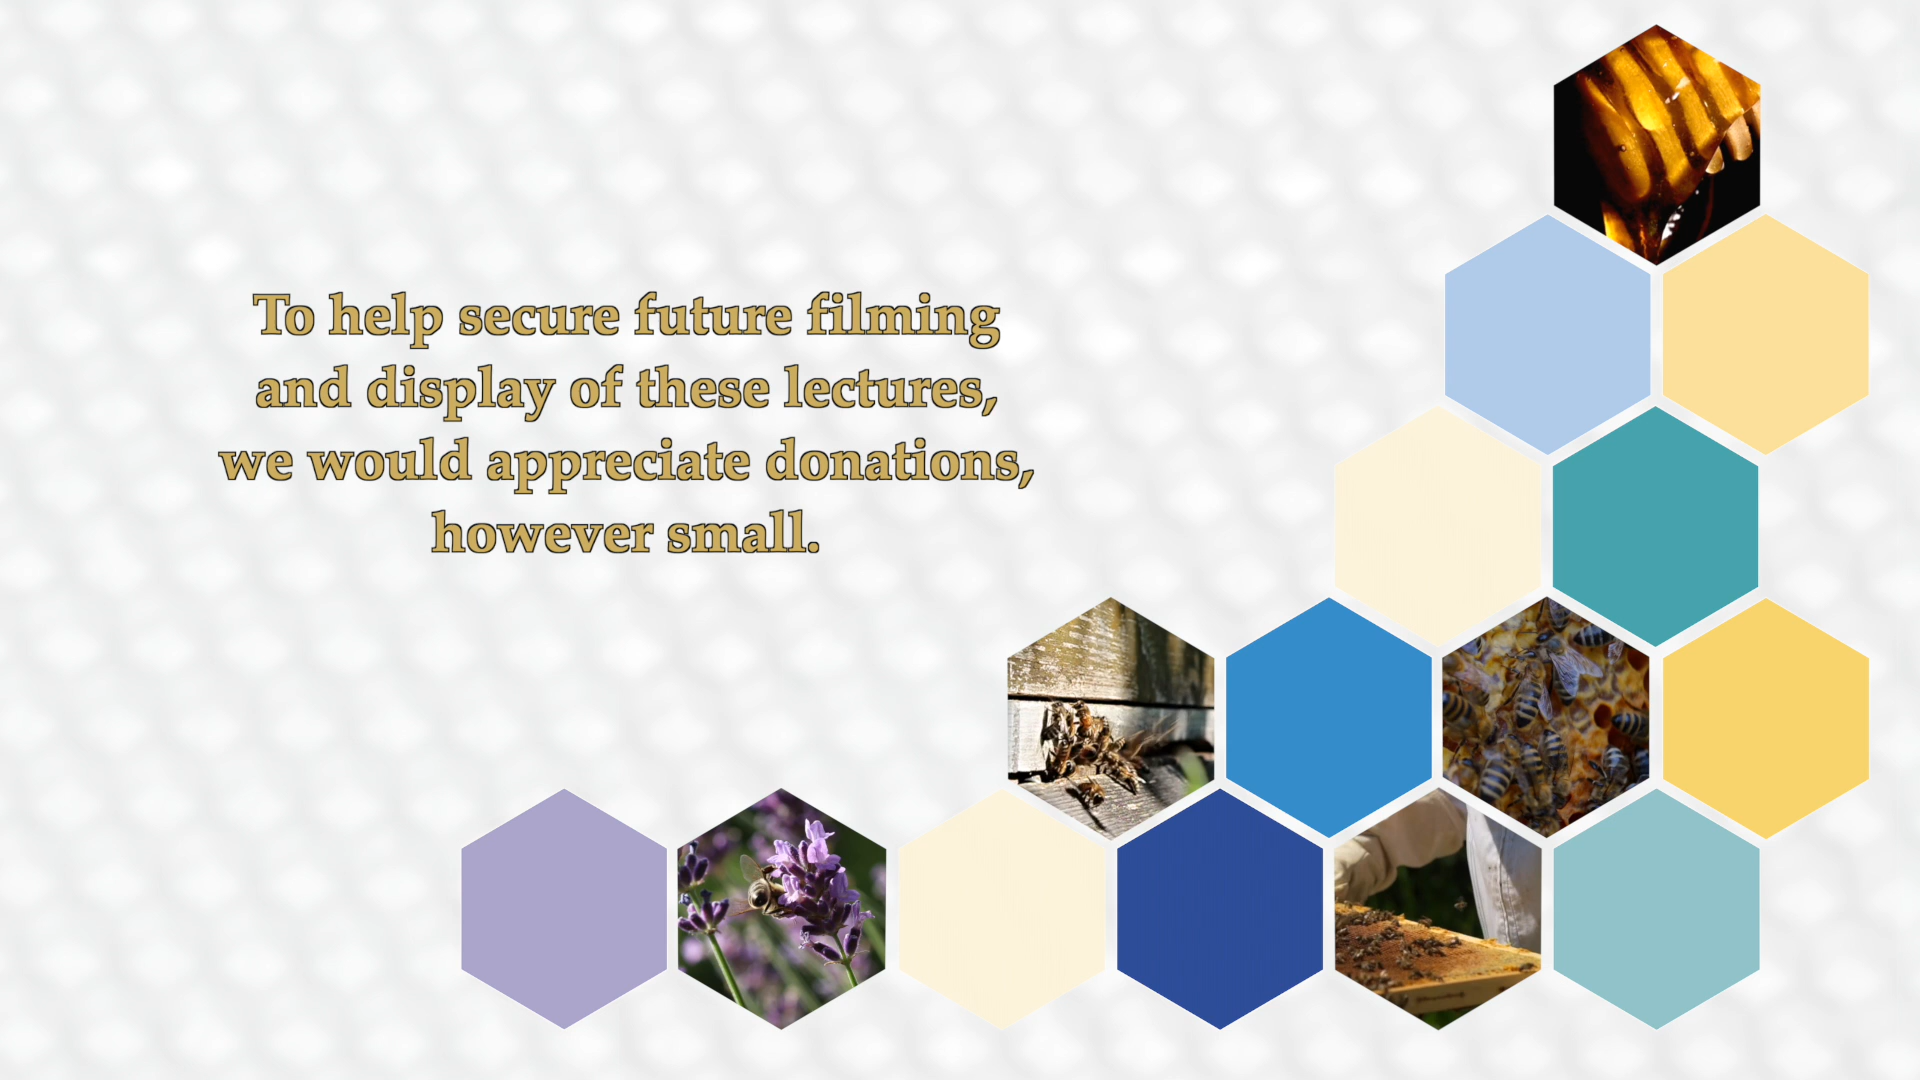 To help secure future filming
and display of these lectures,
we would appreciate donations,
however small.